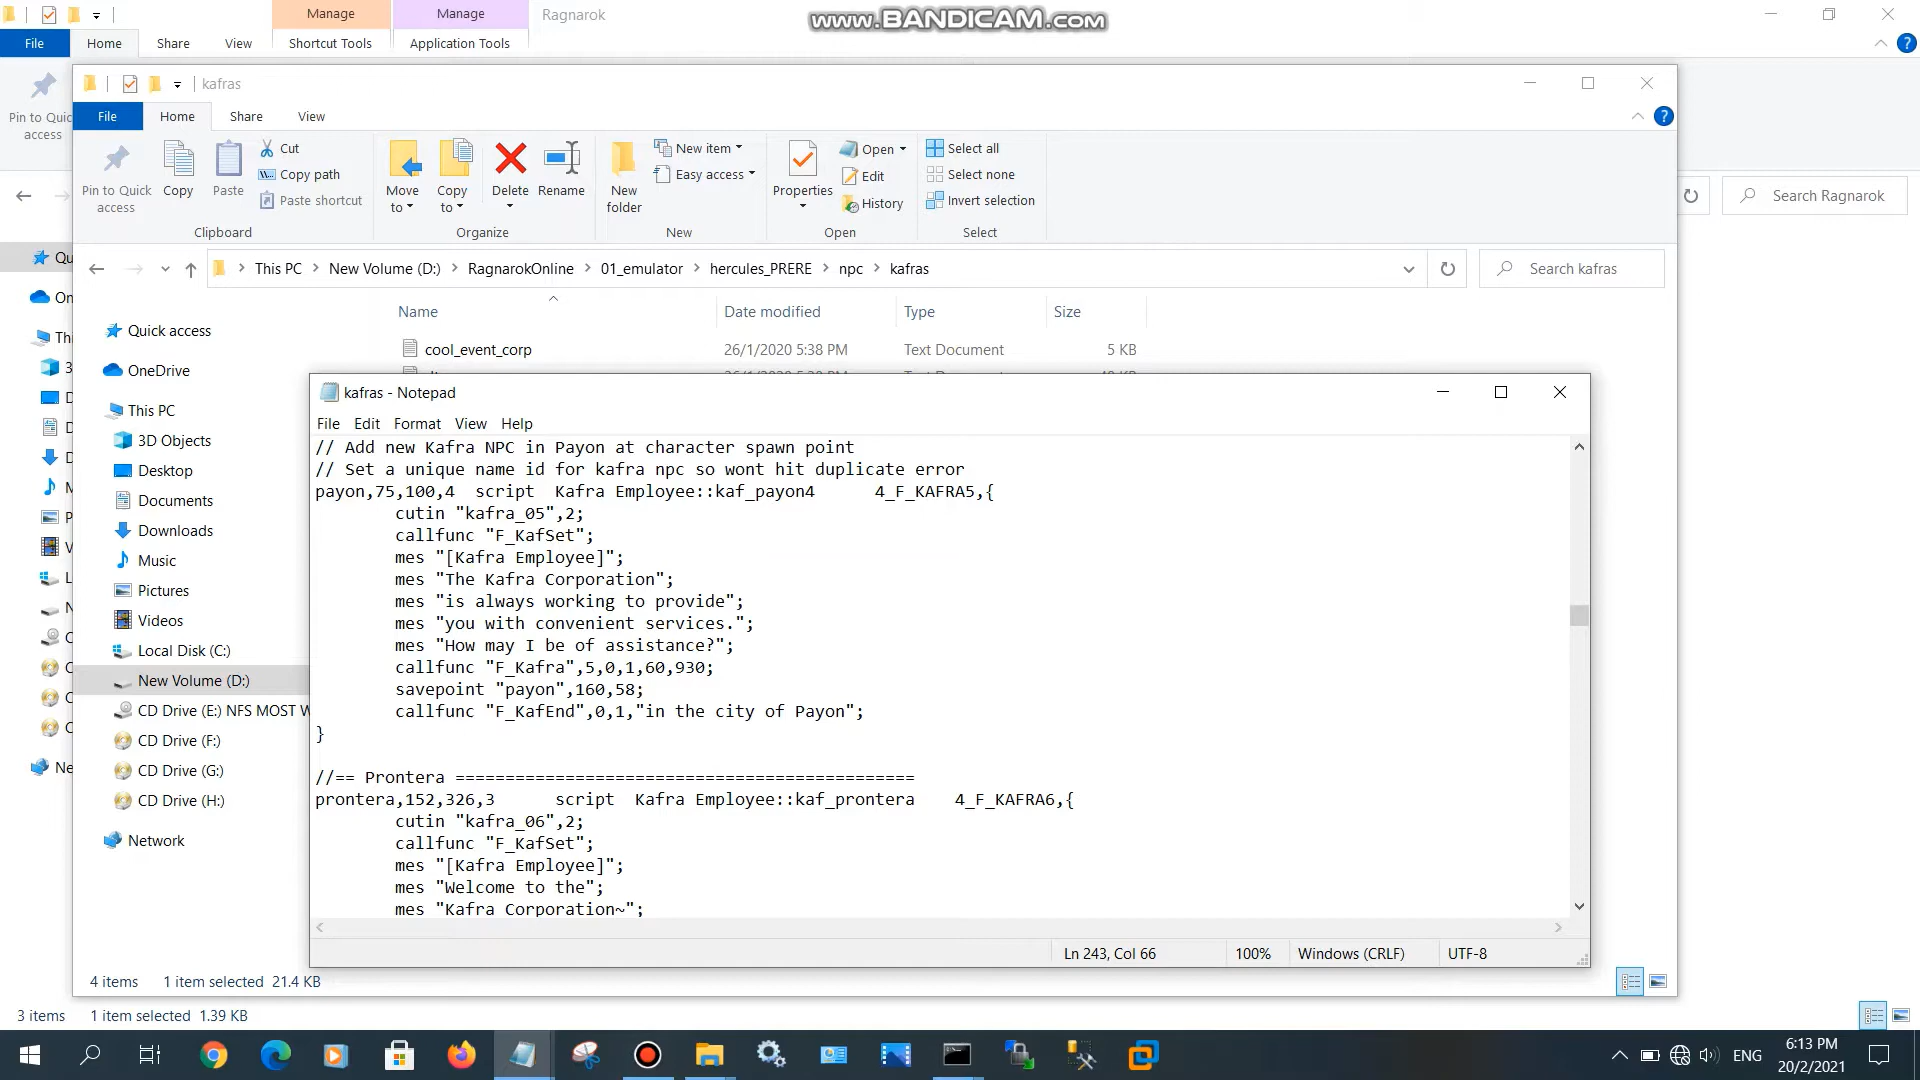 Manage
Manage
Ragnarok
www.BANDICAM.com
File
Home
Share
View
Shortcut Tools
Application Tools
kafras
File
Home
Share
View
Pin to Quic
access
Pin to Quick
access
Copy
Paste
Cut
Copy path
Paste shortcut
Clipboard
Move
to
Copy
to
Delete
Rename
Organize
New
folder
New item
Easy access
New
Properties
Open
Edit
History
Open
Select all
Select none
Invert selection
Select
Search Ragnarok
This PC
New Volume (D:)
RagnarokOnline
01_emulator
hercules_PRERE
npc
kafras
Search kafras
Name
Date modified
Type
Size
cool_event_corp
26/1/2020 5:38 PM
Text Document
5 KB
Qu
On
Thi
3
D
D
D
M
P
V
L
N
C
C
C
C
Ne
Quick access
OneDrive
This PC
3D Objects
Desktop
Documents
Downloads
Music
Pictures
Videos
Local Disk (C:)
New Volume (D:)
CD Drive (E:) NFS MOST W
CD Drive (F:)
CD Drive (G:)
CD Drive (H:)
Network
kafras - Notepad
File
Edit
Format
View
Help
// Add new Kafra NPC in Payon at character spawn point
// Set a unique name id for kafra npc so wont hit duplicate error
payon,75,100,4 script Kafra Employee::kaf_payon4 4_F_KAFRA5,{
cutin "kafra_05",2;
callfunc "F_KafSet";
mes "[Kafra Employee]";
mes "The Kafra Corporation";
mes "is always working to provide";
mes "you with convenient services.";
mes "How may I be of assistance?";
callfunc "F_Kafra",5,0,1,60,930;
savepoint "payon",160,58;
callfunc "F_KafEnd",0,1,"in the city of Payon";
}
//== Prontera ==============================================
prontera,152,326,3 script Kafra Employee::kaf_prontera 4_F_KAFRA6,{
cutin "kafra_06",2;
callfunc "F_KafSet";
mes "[Kafra Employee]";
mes "Welcome to the";
mes "Kafra Corporation~";
Ln 243, Col 66
100%
Windows (CRLF)
UTF-8
4 items
1 item selected 21.4 KB
3 items
1 item selected 1.39 KB
ENG
6:13 PM
20/2/2021